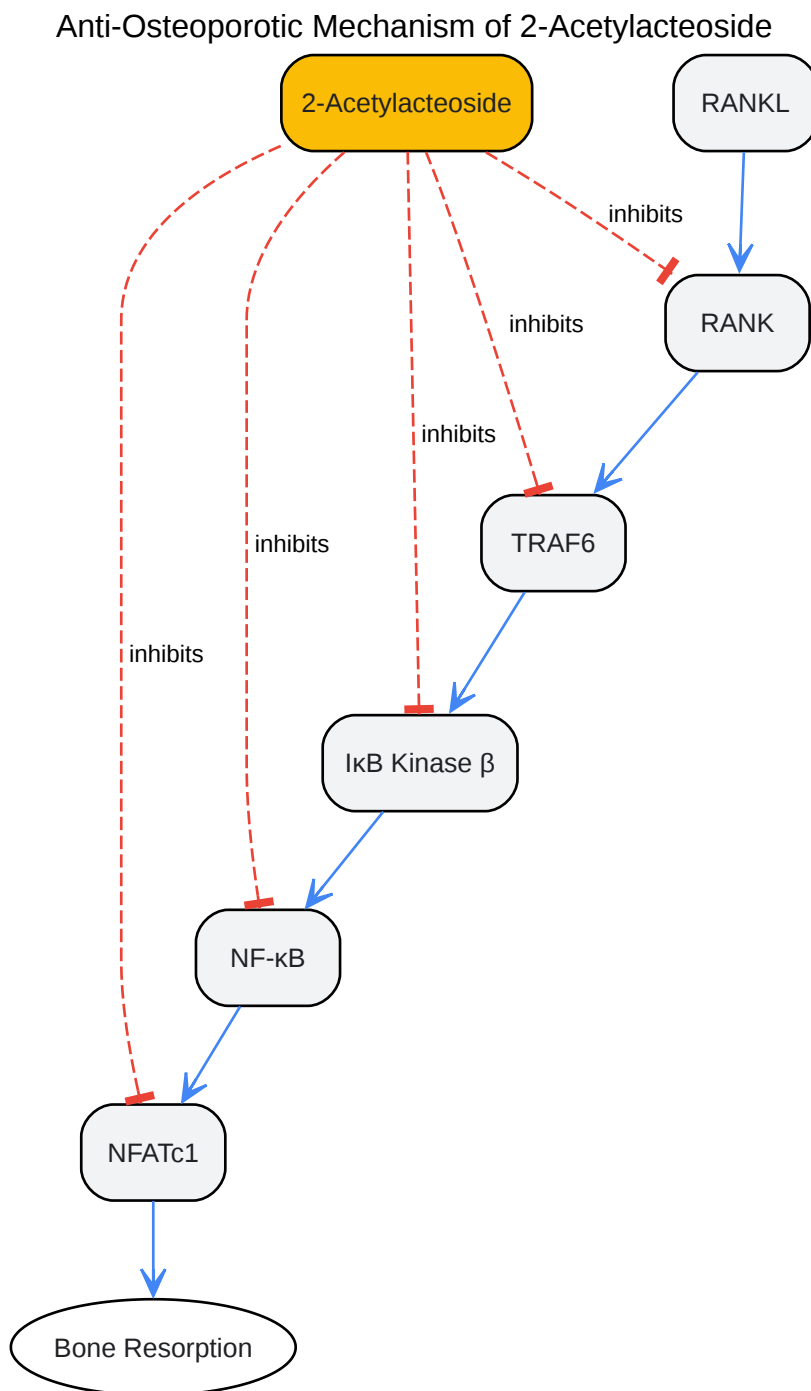 Anti-Osteoporotic Mechanism of 2-Acetylacteoside
2-Acetylacteoside
RANKL
inhibits
RANK
inhibits
inhibits
TRAF6
inhibits
inhibits
IκB Kinase β
NF-κB
NFATc1
Bone Resorption